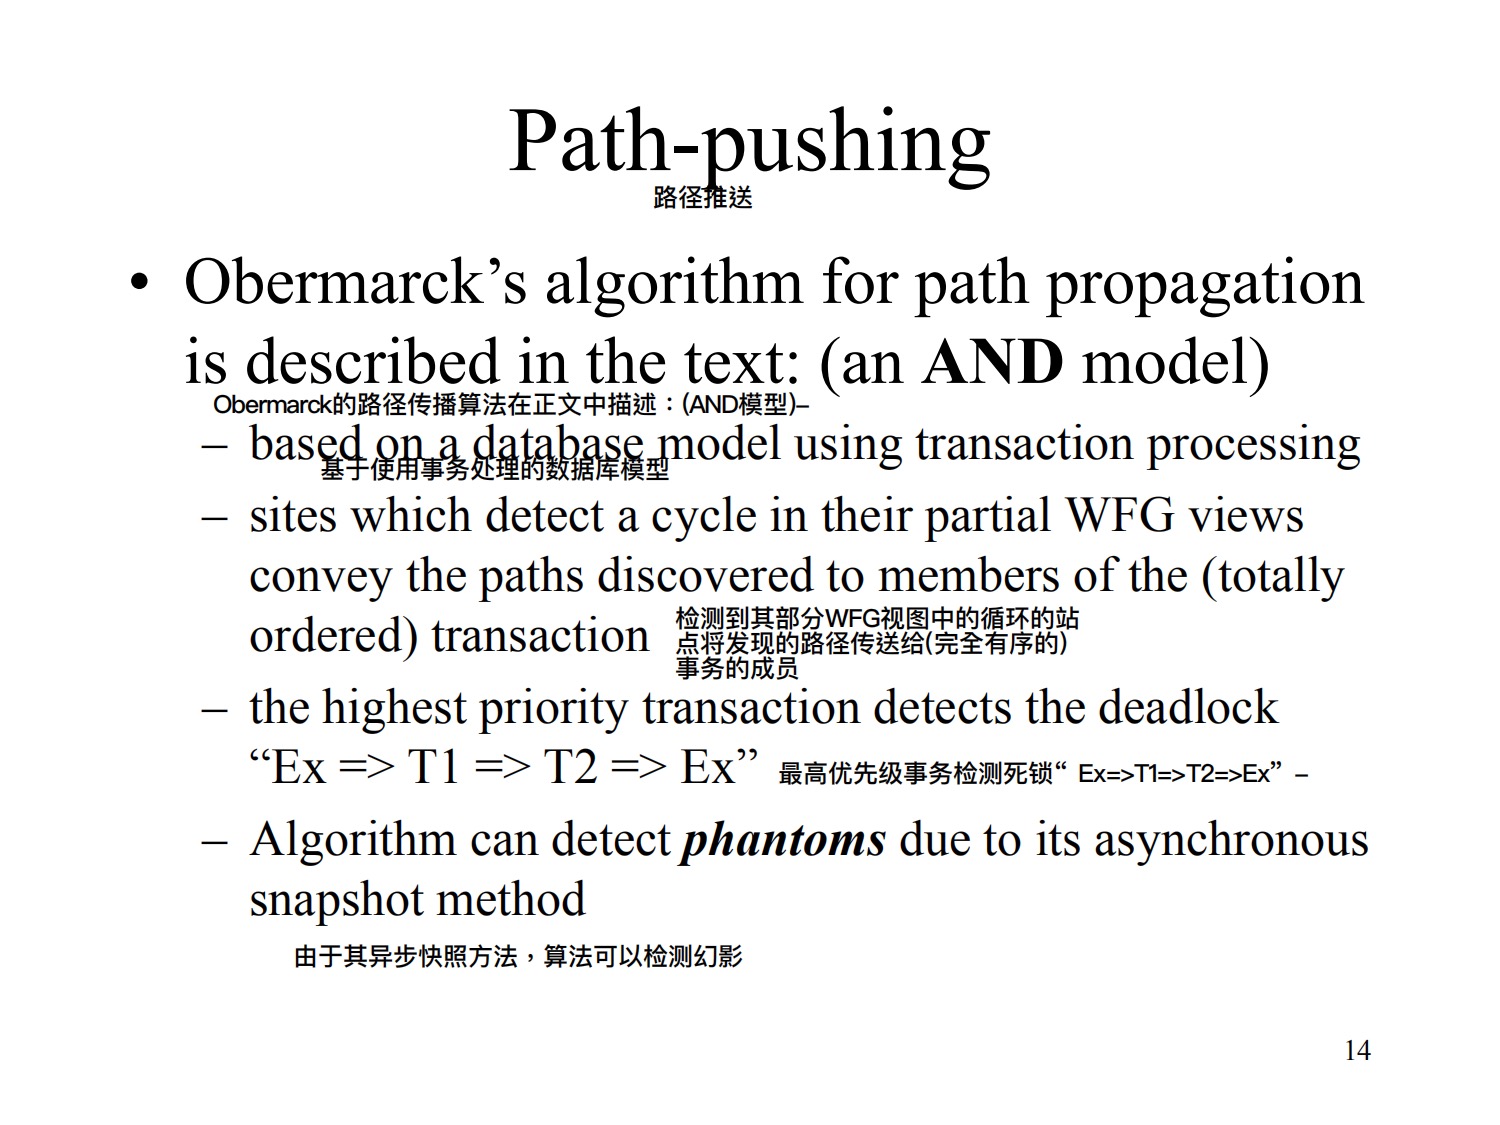 Path-pushing
路径推送
• Obermarck’s algorithm for path propagation
is described in the text: (an AND model)
Obermarck的路径传播算法在正文中描述：(AND模型)–
– based on a database model using transaction processing
基于使用事务处理的数据库模型
– sites which detect a cycle in their partial WFG views
convey the paths discovered to members of the (totally
ordered) transaction
检测到其部分WFG视图中的循环的站
点将发现的路径传送给(完全有序的)
事务的成员
– the highest priority transaction detects the deadlock
“Ex => T1 => T2 => Ex”
最高优先级事务检测死锁“ Ex=>T1=>T2=>Ex” –
– Algorithm can detect phantoms due to its asynchronous
snapshot method
由于其异步快照方法，算法可以检测幻影
14